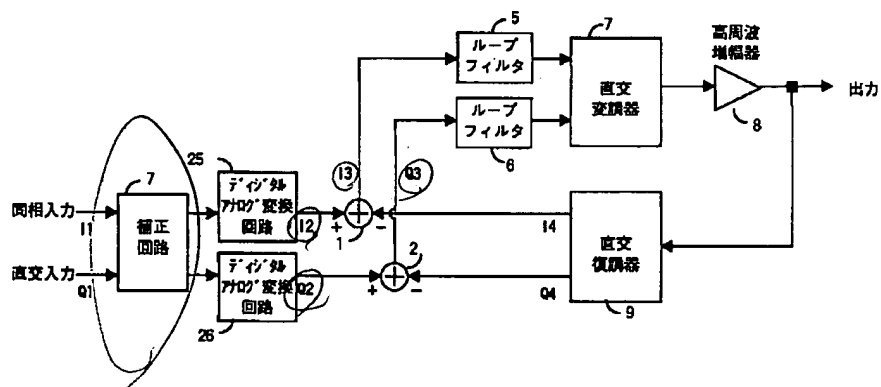 5
ループ
フィルタ
7
直交
変調器
高周波
増幅器
8
出力
ループ
フィルタ
6
25
ディジタル
アナログ変換
回路
I3
Q3
7
同相入力
I1
補正
回路
I2
+
1
-
I4
直交
復調器
9
直交入力
Q1
ディジタル
アナログ変換
回路
26
Q2
+
2
-
Q4